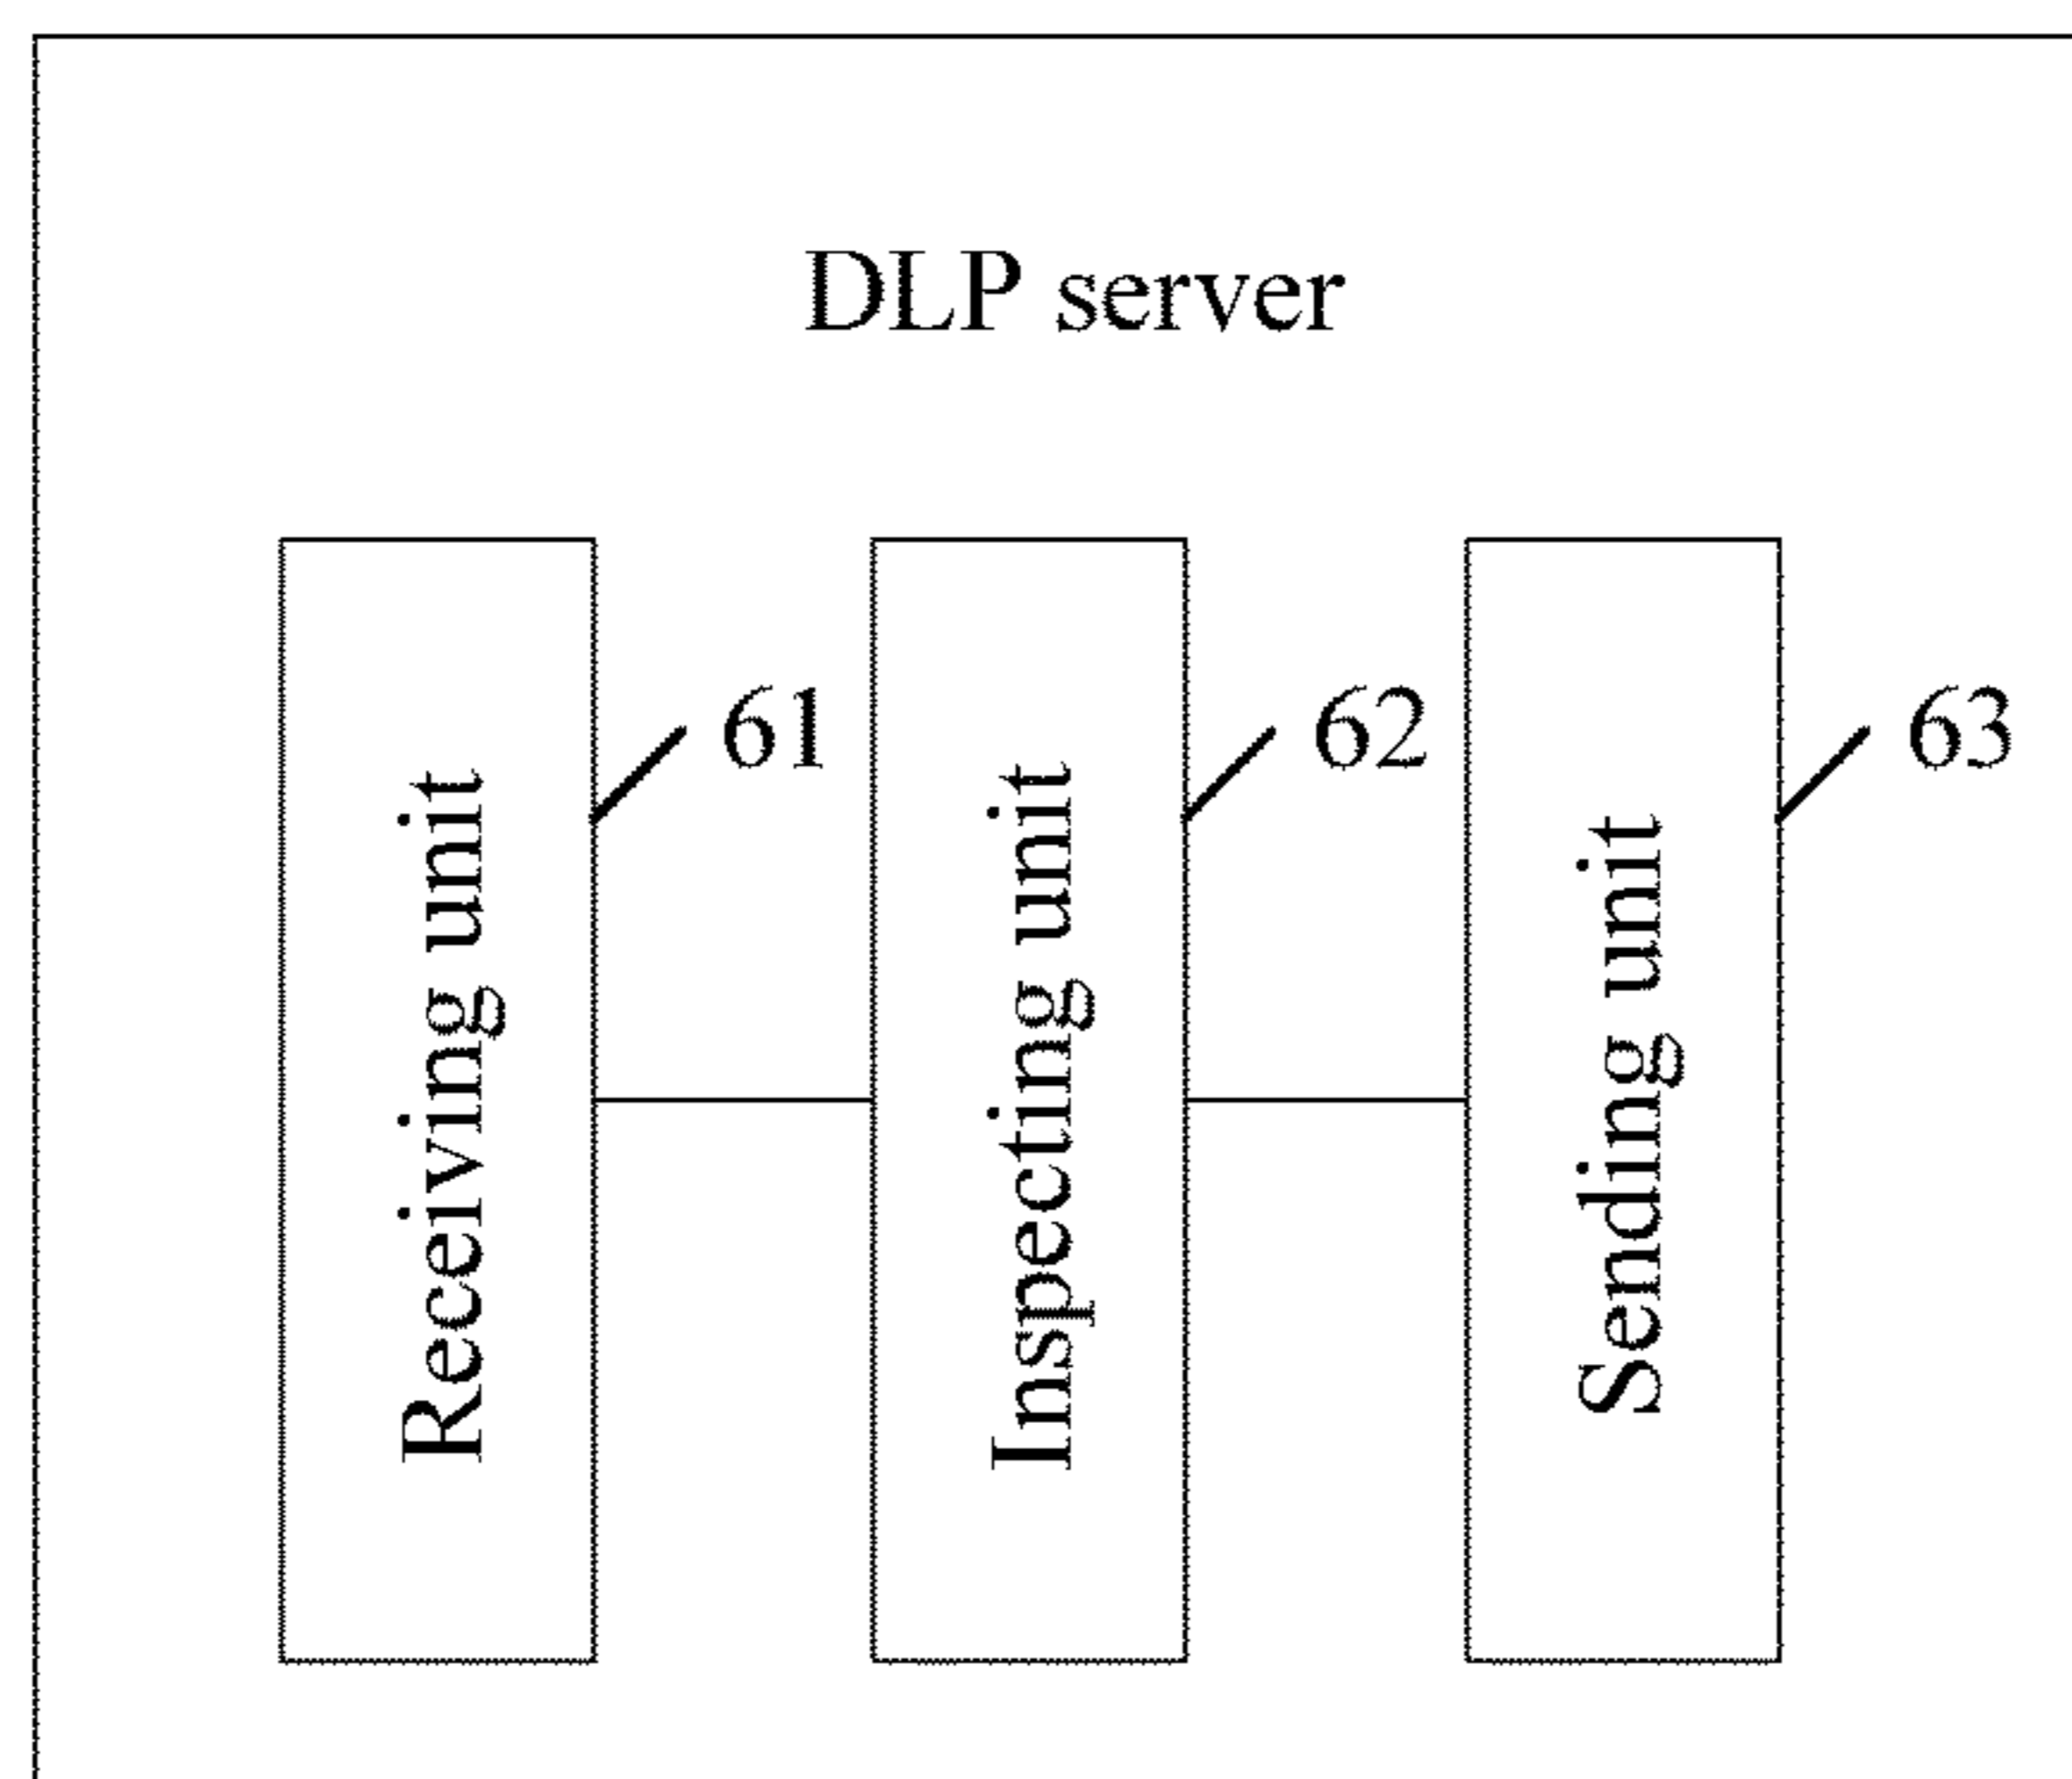 DLP server
Receiving unit
61
Inspecting unit
62
Sending unit
63